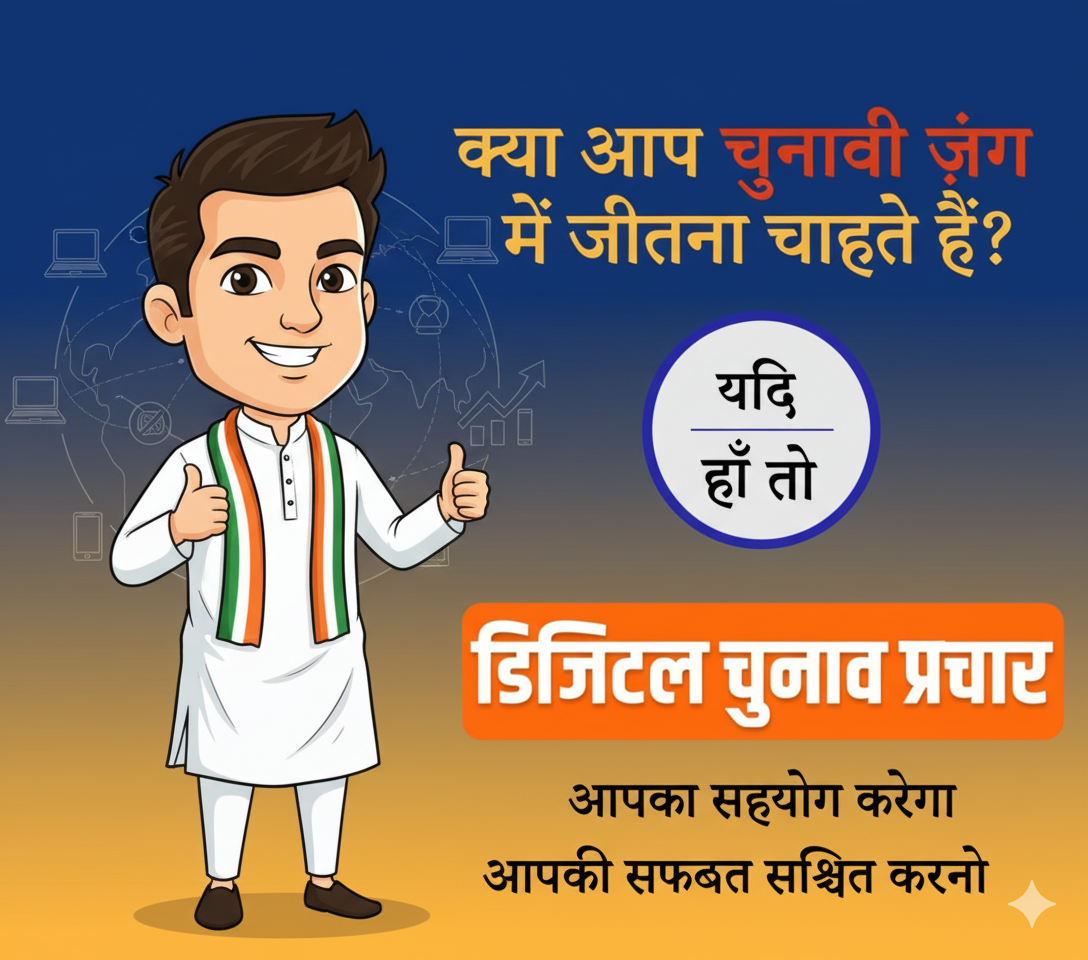 क्या आप चुनावी ज़ंग
में जीतना चाहते हैं?
यदि
हाँ तो
डिजिटल चुनाव प्रचार
आपका सहयोग करेगा
आपकी सफबत सश्चित करनो